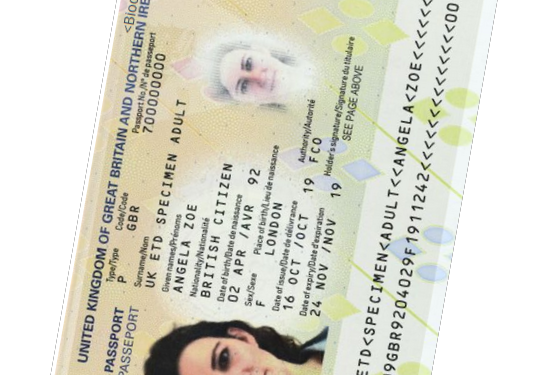 UNITED KINGDOM OF GREAT BRITAIN AND NORTHERN
PASSPORT
PASSEPORT
Type/Type
Code/Code
Passport No./Nº de passeport
P
GBR
700000000
Surname/Nom
UK ETD SPECIMEN ADULT
Given names/Prénoms
ANGELA ZOE
Nationality/Nationalité
BRITISH CITIZEN
Date of birth/Date de naissance
02 APR /AVR 92
Sex/Sexe
Place of birth/Lieu de naissance
F
LONDON
Date of issue/Date de délivrance
Authority/Autorité
16 OCT /OCT 19
FCO
Date of expiry/Date d'expiration
Holder's signature/Signature du titulaire
24 NOV /NOV 19
SEE PAGE ABOVE
ETD<SPECIMEN<ADULT<<ANGELA<ZOE<<<<<
9GBR9204029F1911242<<<<<<<<<<<<<<00